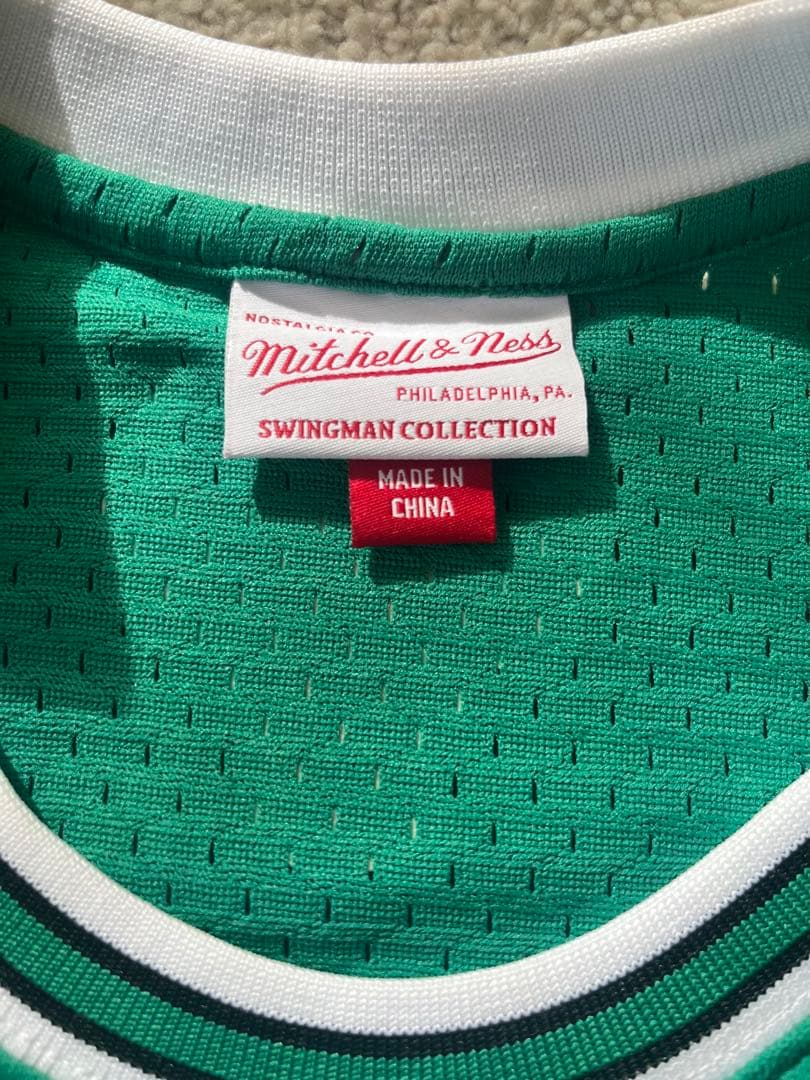 NOSTALGIA CO.
Mitchell & Ness
PHILADELPHIA, PA.
SWINGMAN COLLECTION
MADE IN
CHINA